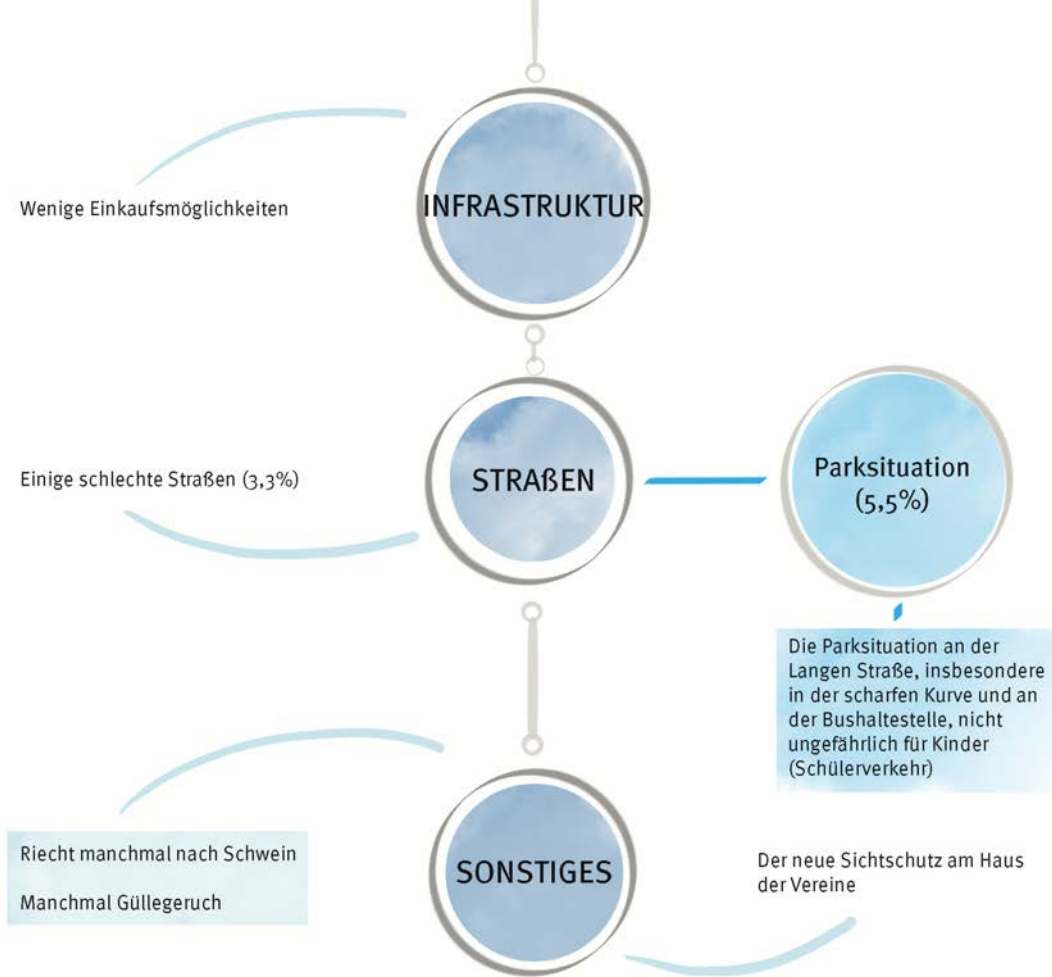 INFRASTRUKTUR
Wenige Einkaufsmöglichkeiten
STRAßEN
Einige schlechte Straßen (3,3%)
Parksituation
(5,5%)
Die Parksituation an der
Langen Straße, insbesondere
in der scharfen Kurve und an
der Bushaltestelle, nicht
ungefährlich für Kinder
(Schülerverkehr)
SONSTIGES
Riecht manchmal nach Schwein
Manchmal Güllegeruch
Der neue Sichtschutz am Haus
der Vereine